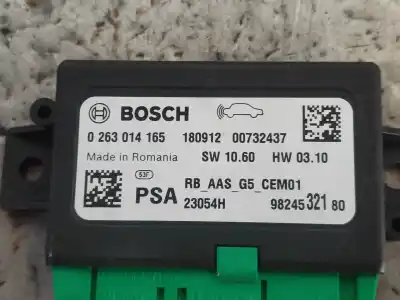 BOSCH
0 263 014 165 180912 00732437
Made in Romania SW 10.60 HW 03.10
53F RB_AAS_G5_CEM01
PSA 23054H 98245 321 80